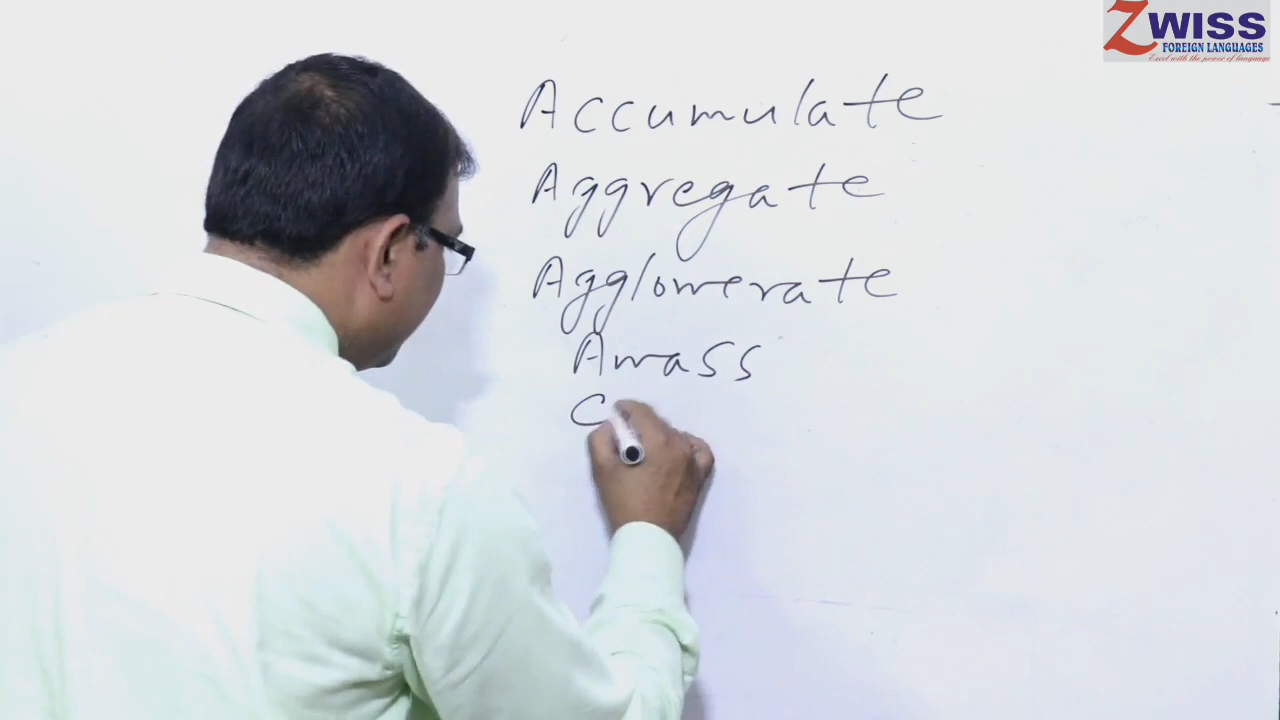 ZWISS
FOREIGN LANGUAGES
Excel with the power of language
Accumulate
Aggregate
Agglomerate
Amass
C